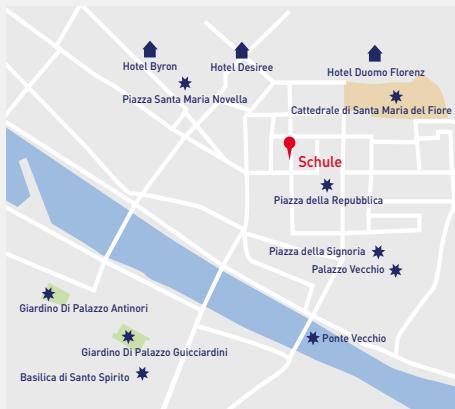 Hotel Byron
Hotel Desiree
Hotel Duomo Florenz
Piazza Santa Maria Novella
Cattedrale di Santa Maria del Fiore
Schule
Piazza della Repubblica
Piazza della Signoria
Palazzo Vecchio
Giardino Di Palazzo Antinori
Ponte Vecchio
Giardino Di Palazzo Guicciardini
Basilica di Santo Spirito